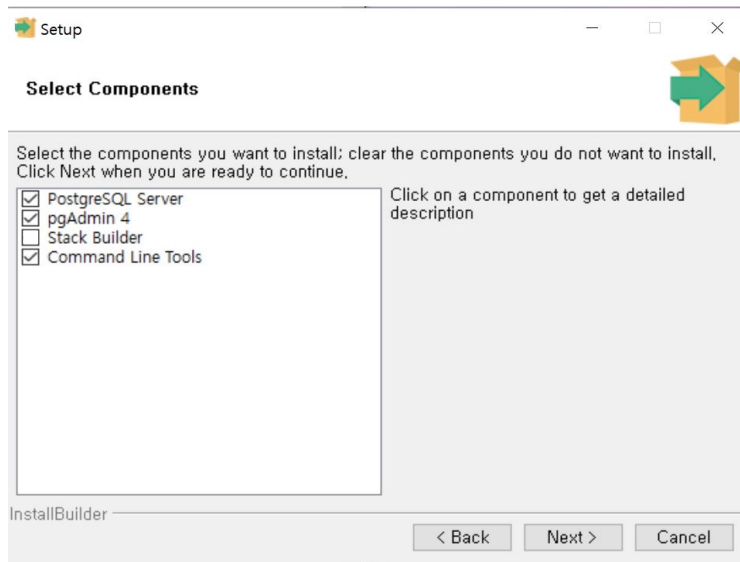 Setup
Select Components
Select the components you want to install; clear the components you do not want to install.
Click Next when you are ready to continue.
PostgreSQL Server
pgAdmin 4
Stack Builder
Command Line Tools
Click on a component to get a detailed
description
InstallBuilder
< Back
Next >
Cancel